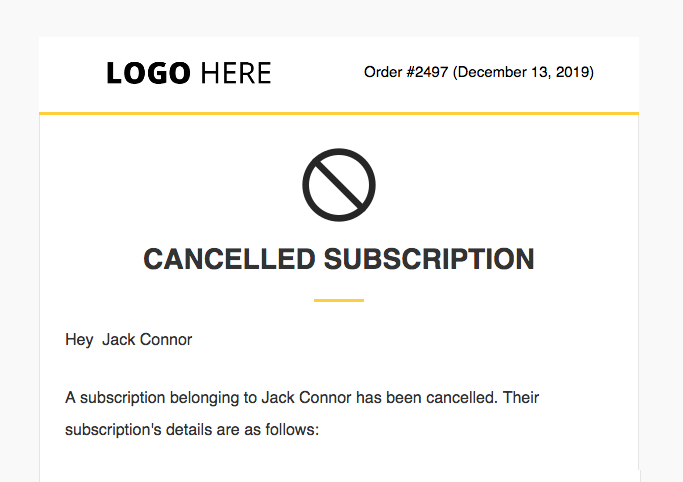 LOGO HERE
Order #2497 (December 13, 2019)
CANCELLED SUBSCRIPTION
Hey  Jack Connor
A subscription belonging to Jack Connor has been cancelled. Their
subscription's details are as follows: